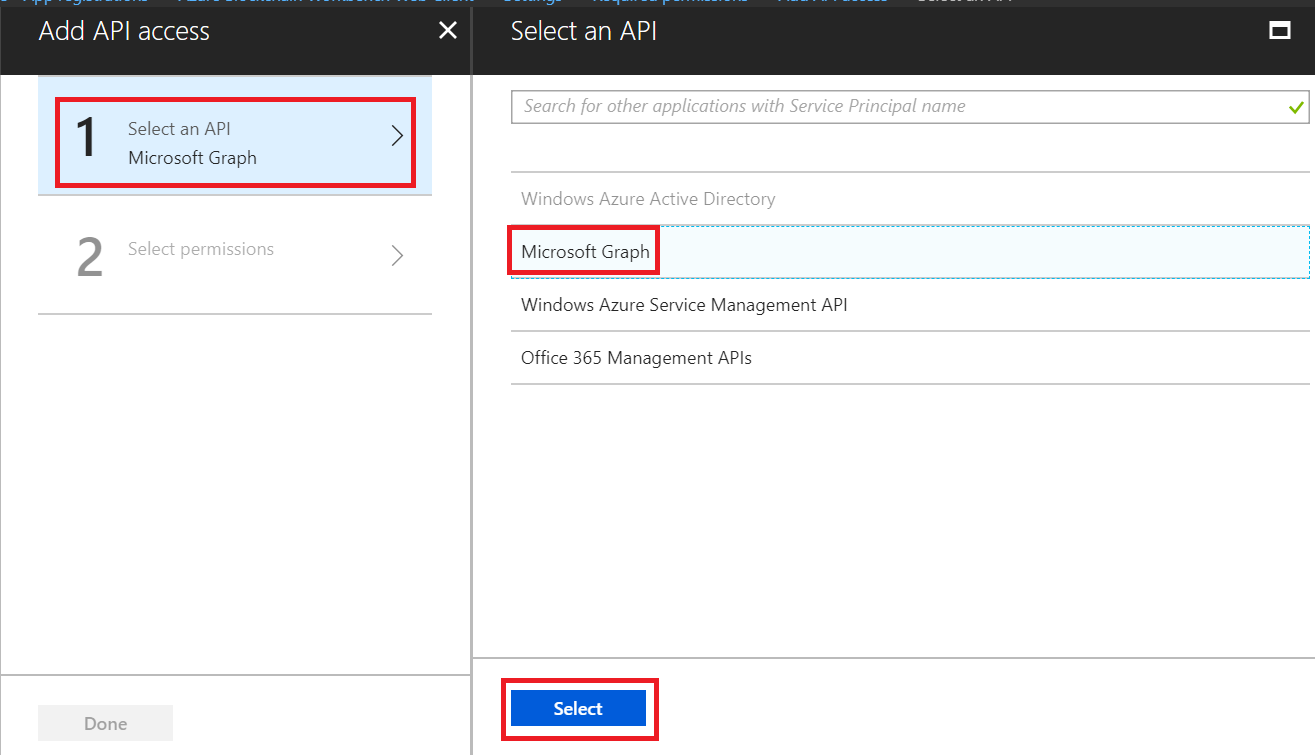 Add API access
Select an API
1
Select an API
Microsoft Graph
2
Select permissions
Done
Search for other applications with Service Principal name
Windows Azure Active Directory
Microsoft Graph
Windows Azure Service Management API
Office 365 Management APIs
Select